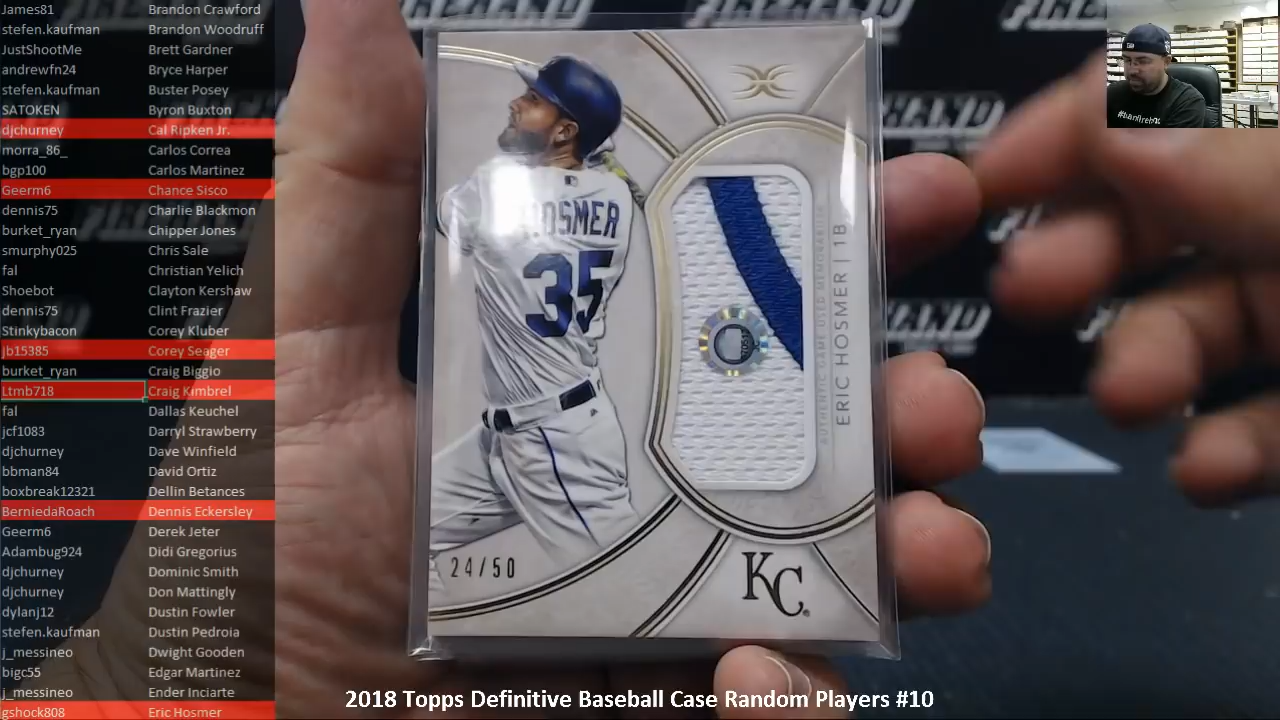 James81 Brandon Crawford
stefen.kaufman Brandon Woodruff
JustShootMe Brett Gardner
andrewfn24 Bryce Harper
stefen.kaufman Buster Posey
SATOKEN Byron Buxton
djchurney Cal Ripken Jr.
morra_86_ Carlos Correa
bgp100 Carlos Martinez
Geerm6 Chance Sisco
dennis75 Charlie Blackmon
burket_ryan Chipper Jones
smurphy025 Chris Sale
fal Christian Yelich
Shoebot Clayton Kershaw
dennis75 Clint Frazier
Stinkybacon Corey Kluber
jb15385 Corey Seager
burket_ryan Craig Biggio
Ltmb718 Craig Kimbrel
fal Dallas Keuchel
jcf1083 Darryl Strawberry
djchurney Dave Winfield
bbman84 David Ortiz
boxbreak12321 Dellin Betances
BerniedaRoach Dennis Eckersley
Geerm6 Derek Jeter
Adambug924 Didi Gregorius
djchurney Dominic Smith
djchurney Don Mattingly
dylanj12 Dustin Fowler
stefen.kaufman Dustin Pedroia
j_messineo Dwight Gooden
bigc55 Edgar Martinez
j_messineo Ender Inciarte
gshock808 Eric Hosmer
HOSMER
35
AUTHENTIC GAME USED MEMORABILIA
ERIC HOSMER | 1B
24/50
KC
2018 Topps Definitive Baseball Case Random Players #10